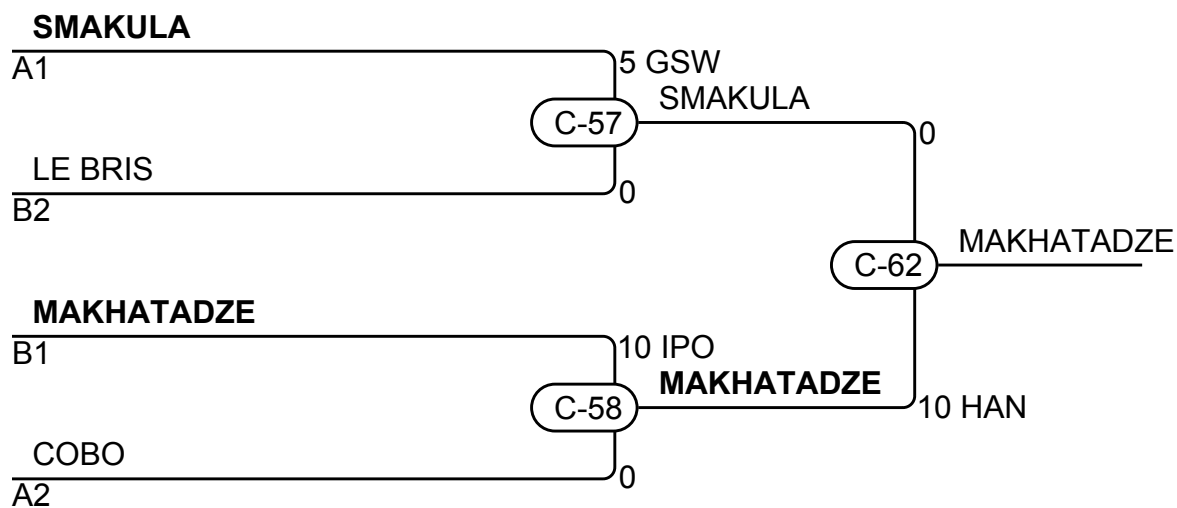 SMAKULA
A1
5 GSW
SMAKULA
C-57
0
LE BRIS
B2
0
MAKHATADZE
C-62
MAKHATADZE
B1
10 IPO
MAKHATADZE
C-58
10 HAN
COBO
A2
0